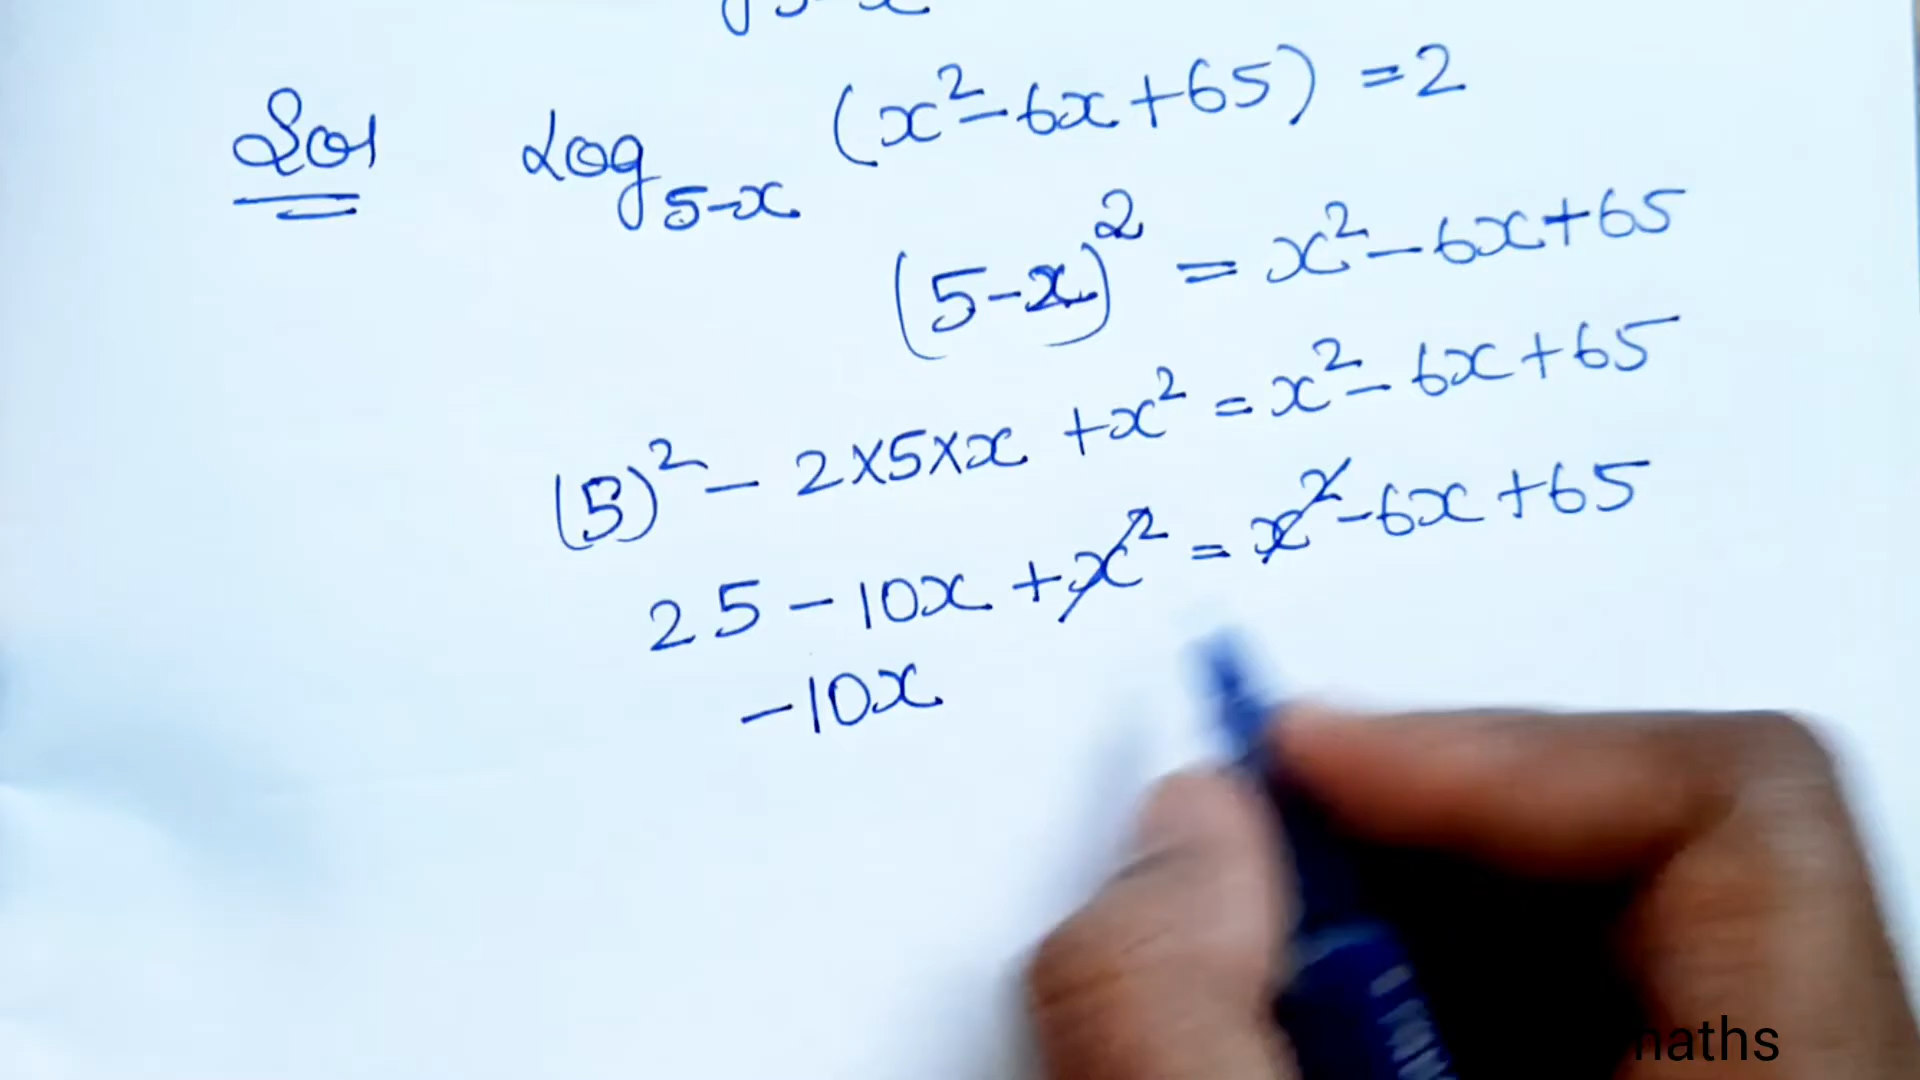 Sol Log₅₋ₓ (x² - 6x + 65) = 2
(5-x)² = x² - 6x + 65
(5)² - 2×5×x + x² = x² - 6x + 65
25 - 10x + x² = x² - 6x + 65
-10x
maths